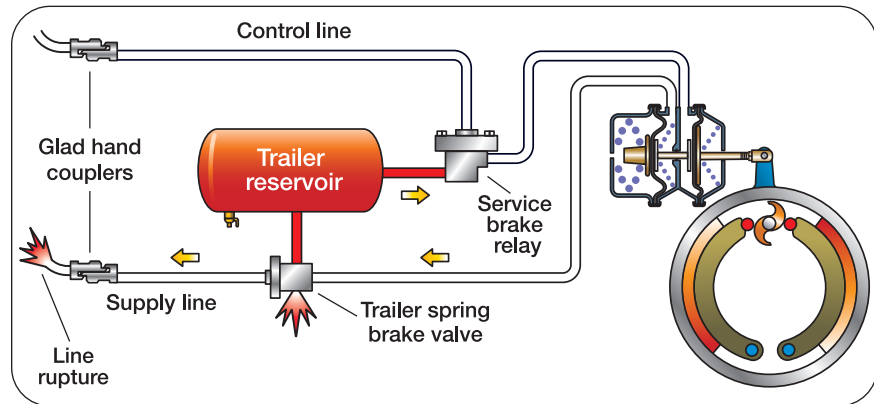 Control line
Glad hand
couplers
Trailer
reservoir
Service
brake
relay
Supply line
Trailer spring
brake valve
Line
rupture